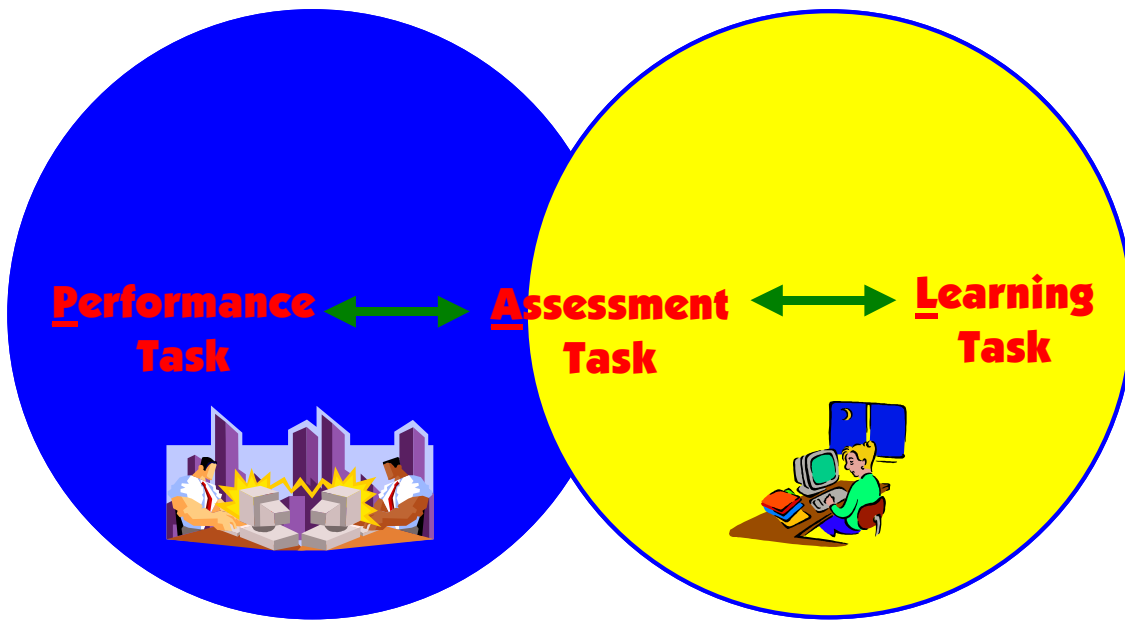 Performance
Task
Assessment
Task
Learning
Task